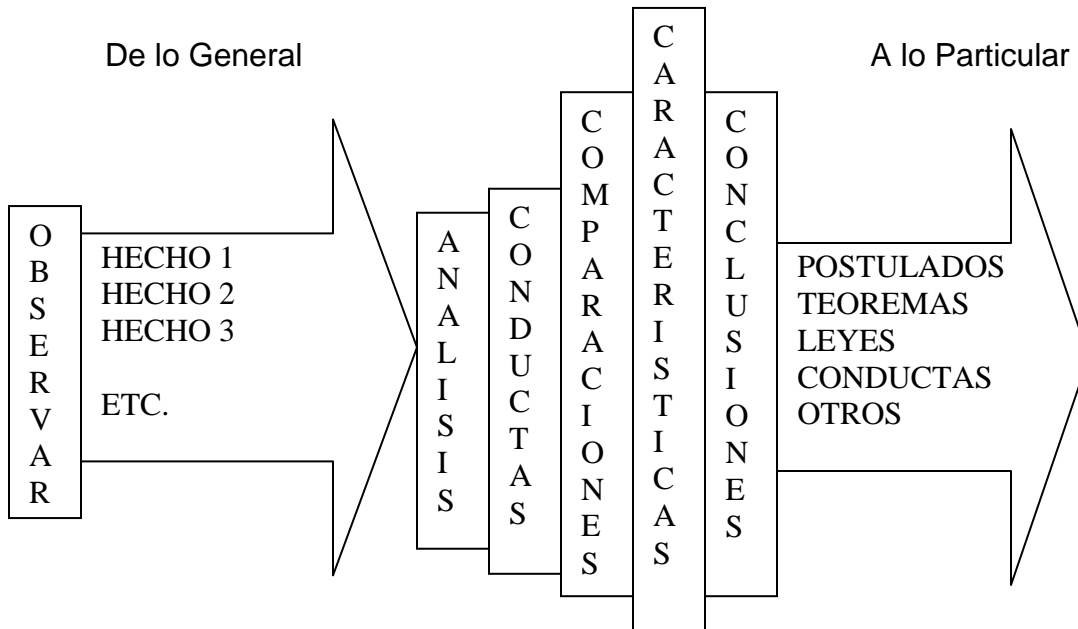 De lo General
A lo Particular
OBSERVAR
HECHO 1
HECHO 2
HECHO 3
ETC.
ANALISIS
CONDUCTAS
COMPARACIONES
CARACTERISTICAS
CONCLUSIONES
POSTULADOS
TEOREMAS
LEYES
CONDUCTAS
OTROS